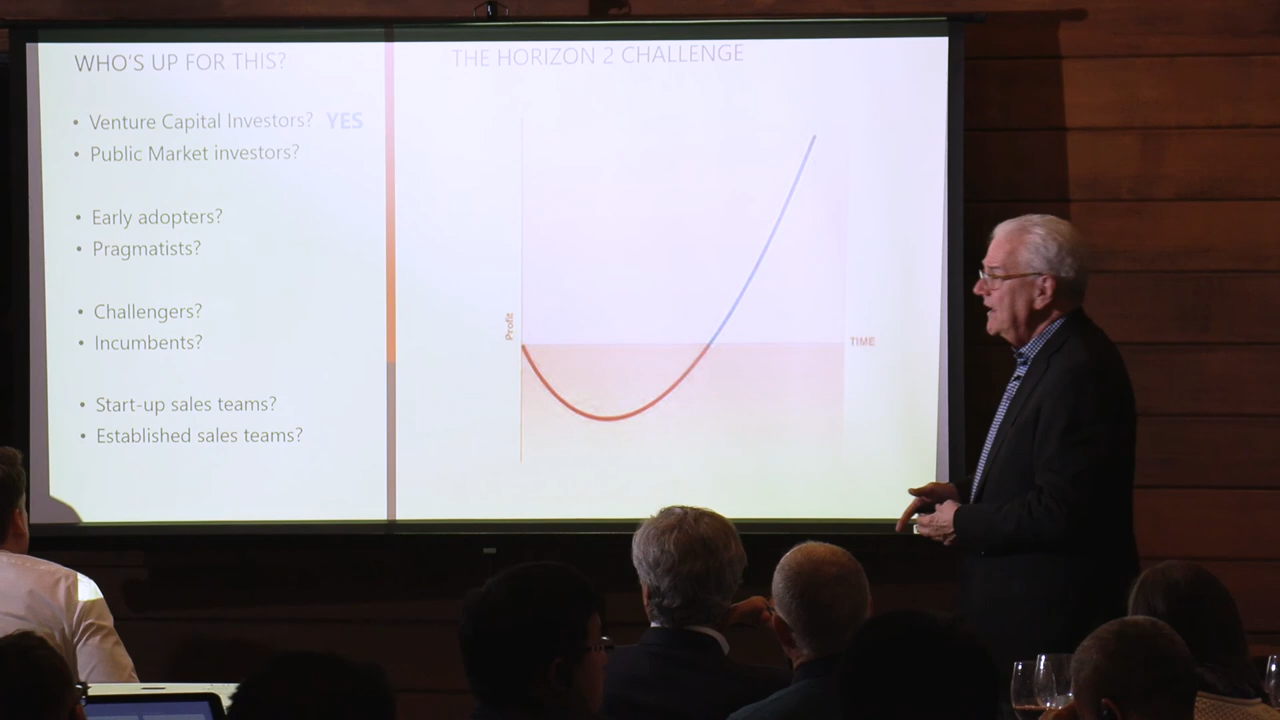 WHO'S UP FOR THIS?
• Venture Capital Investors? YES
• Public Market investors?
• Early adopters?
• Pragmatists?
• Challengers?
• Incumbents?
• Start-up sales teams?
• Established sales teams?
THE HORIZON 2 CHALLENGE
Profit
TIME